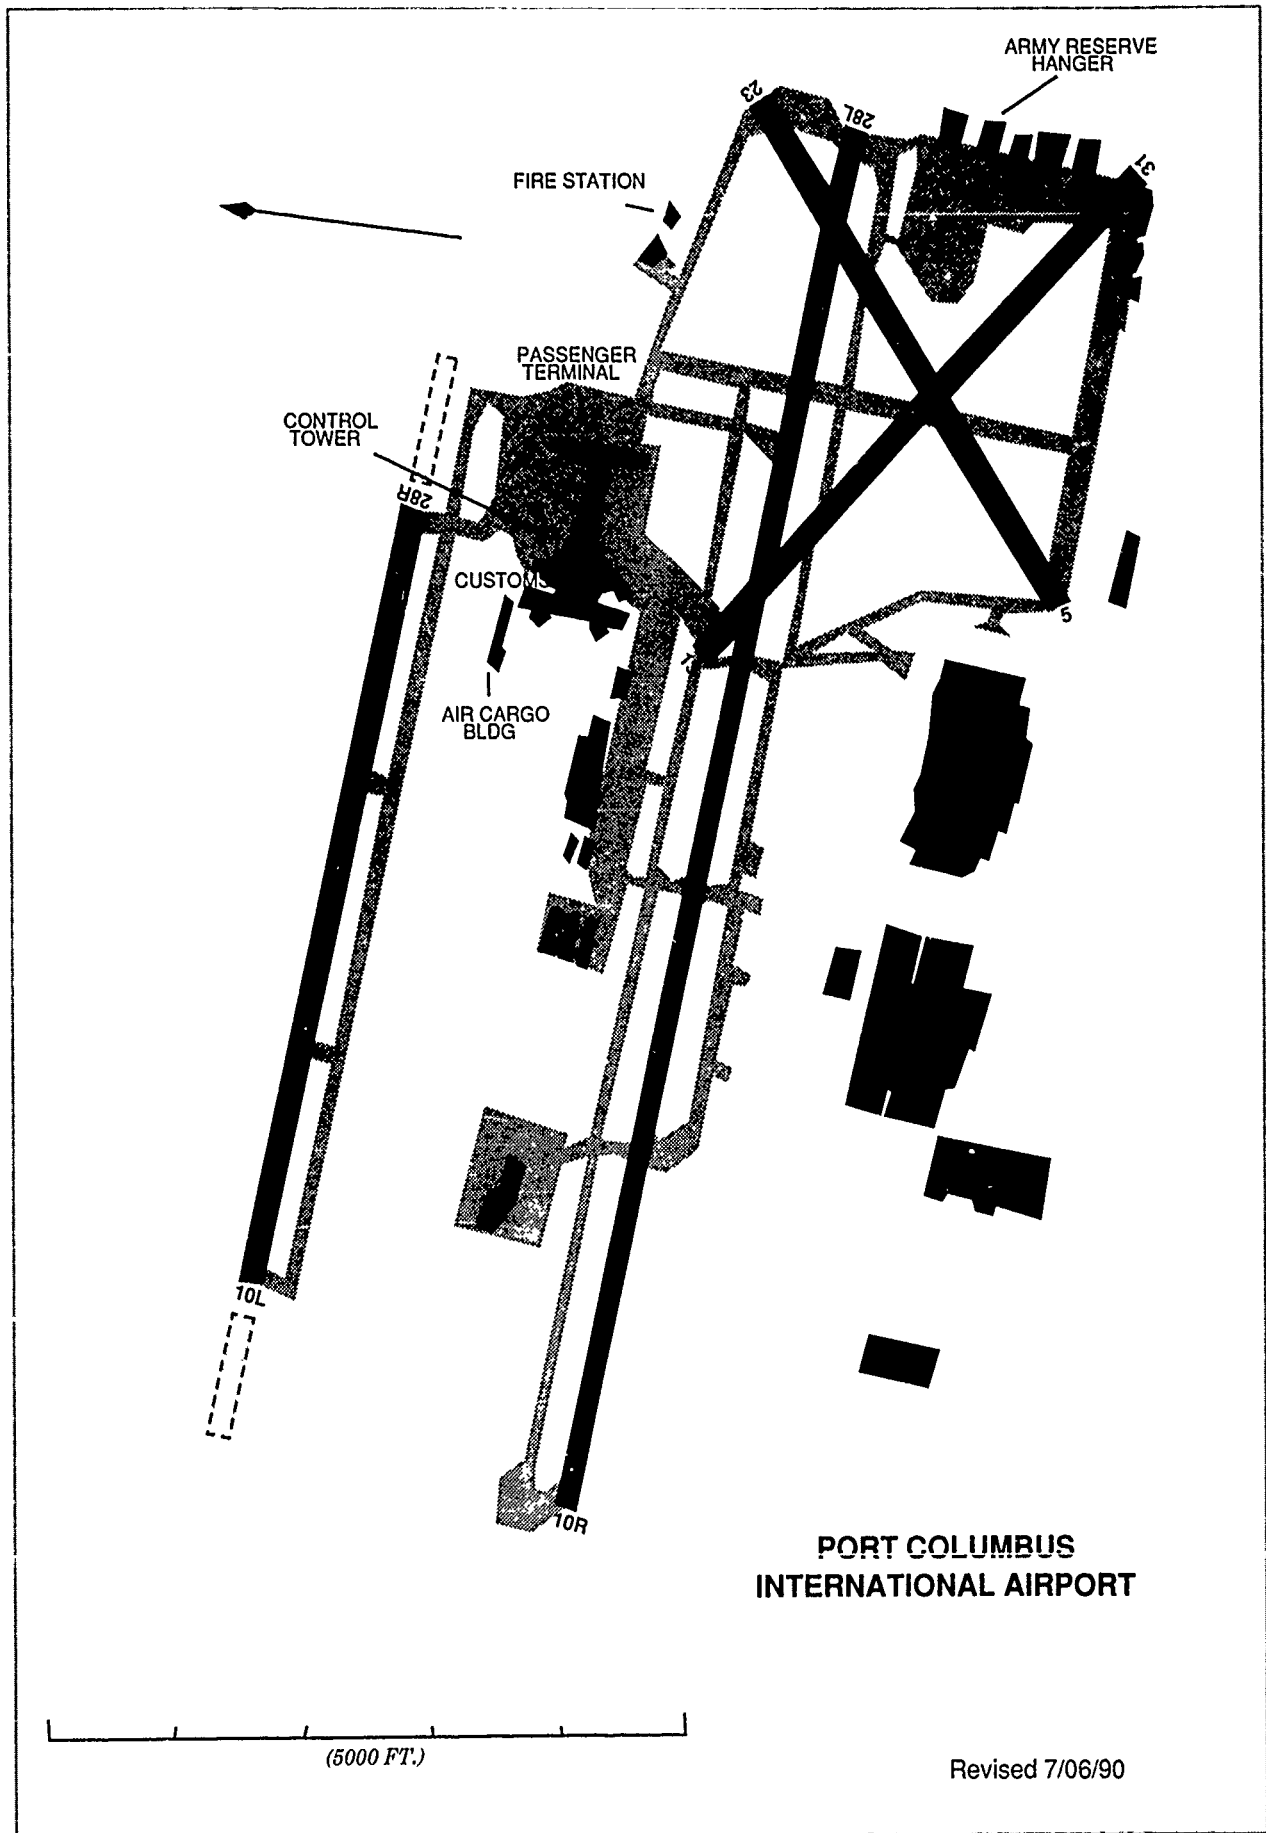 ARMY RESERVE
HANGER
23
28L
31
FIRE STATION
PASSENGER
TERMINAL
CONTROL
TOWER
28R
CUSTOMS
5
AIR CARGO
BLDG
10L
10R
PORT COLUMBUS
INTERNATIONAL AIRPORT
(5000 FT.)
Revised 7/06/90